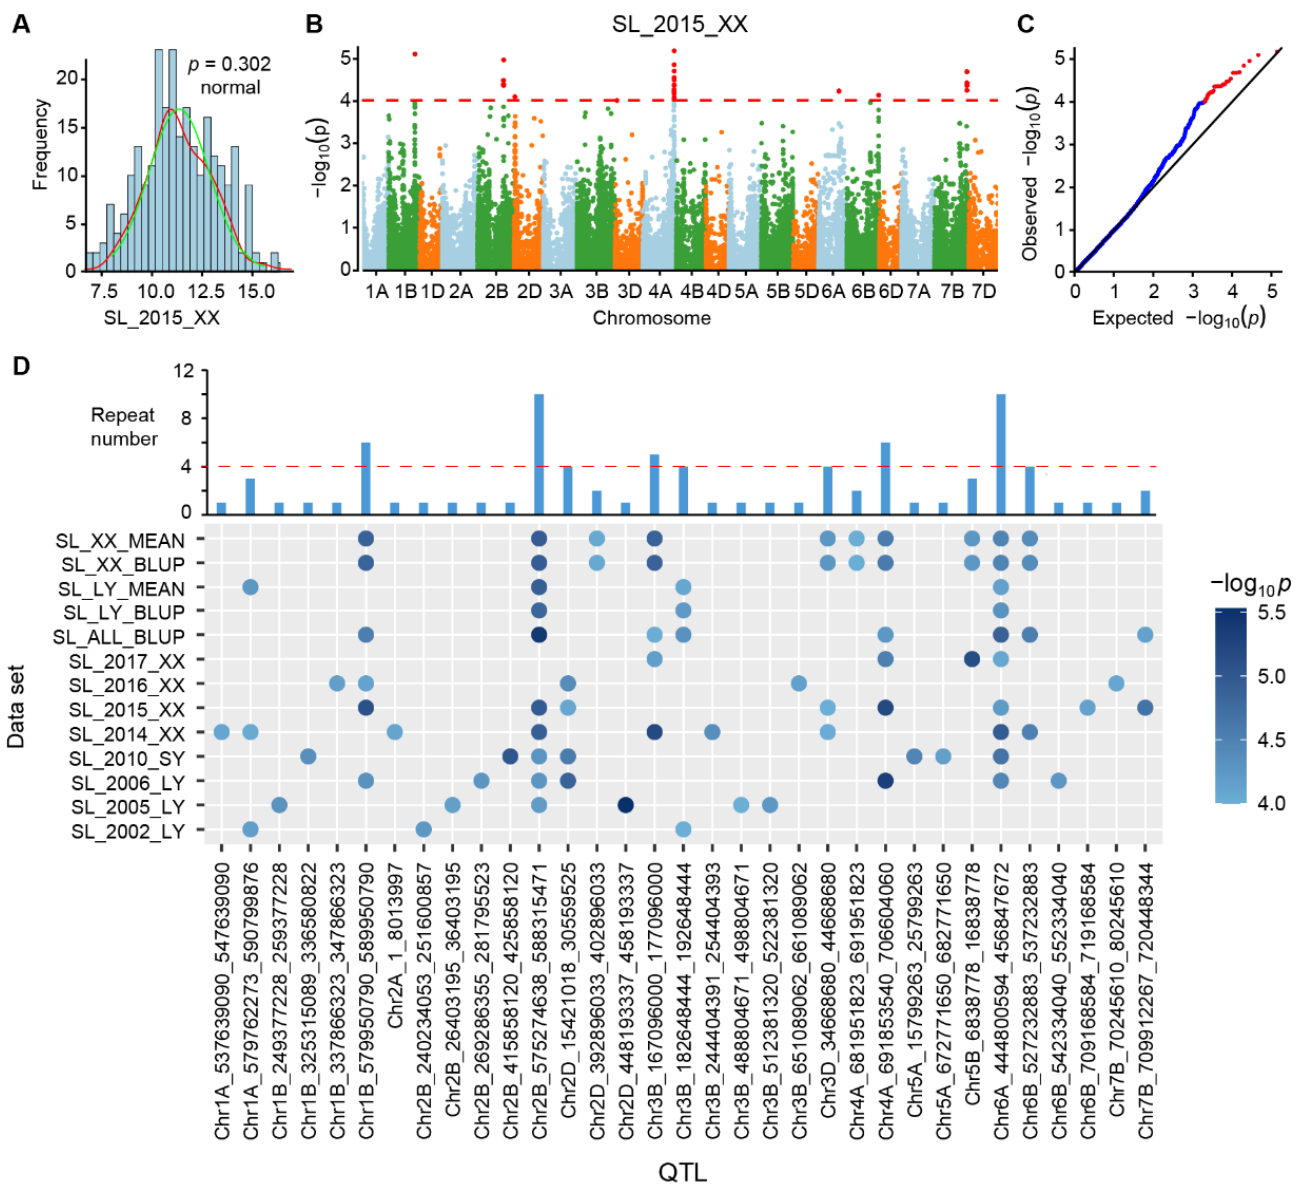 A
p = 0.302
normal
Frequency
20
15
10
5
0
7.5 10.0 12.5 15.0
SL_2015_XX
B
SL_2015_XX
−log10(p)
5
4
3
2
1
0
1A 1B 1D 2A 2B 2D 3A 3B 3D 4A 4B 4D 5A 5B 5D 6A 6B 6D 7A 7B 7D
Chromosome
C
Observed −log10(p)
5
4
3
2
1
0
0 1 2 3 4 5
Expected −log10(p)
D
Repeat
number
12
8
4
0
Data set
SL_XX_MEAN
SL_XX_BLUP
SL_LY_MEAN
SL_LY_BLUP
SL_ALL_BLUP
SL_2017_XX
SL_2016_XX
SL_2015_XX
SL_2014_XX
SL_2010_SY
SL_2006_LY
SL_2005_LY
SL_2002_LY
−log10p
5.5
5.0
4.5
4.0
Chr1A_537639090_547639090
Chr1A_579762273_590799876
Chr1B_249377228_259377228
Chr1B_325315089_336580822
Chr1B_337866323_347866323
Chr1B_579950790_589950790
Chr2A_1_8013997
Chr2B_240234053_251600857
Chr2B_26403195_36403195
Chr2B_269286355_281795523
Chr2B_415858120_425858120
Chr2B_575274638_588315471
Chr2D_15421018_30559525
Chr2D_392896033_402896033
Chr2D_448193337_458193337
Chr3B_167096000_177096000
Chr3B_182648444_192648444
Chr3B_244404391_254404393
Chr3B_488804671_498804671
Chr3B_512381320_522381320
Chr3B_651089062_661089062
Chr3D_34668680_44668680
Chr4A_681951823_691951823
Chr4A_691853540_706604060
Chr5A_15799263_25799263
Chr5A_672771650_682771650
Chr5B_6838778_16838778
Chr6A_444800594_456847672
Chr6B_527232883_537232883
Chr6B_542334040_552334040
Chr6B_709168584_719168584
Chr7B_70245610_80245610
Chr7B_709912267_720448344
QTL